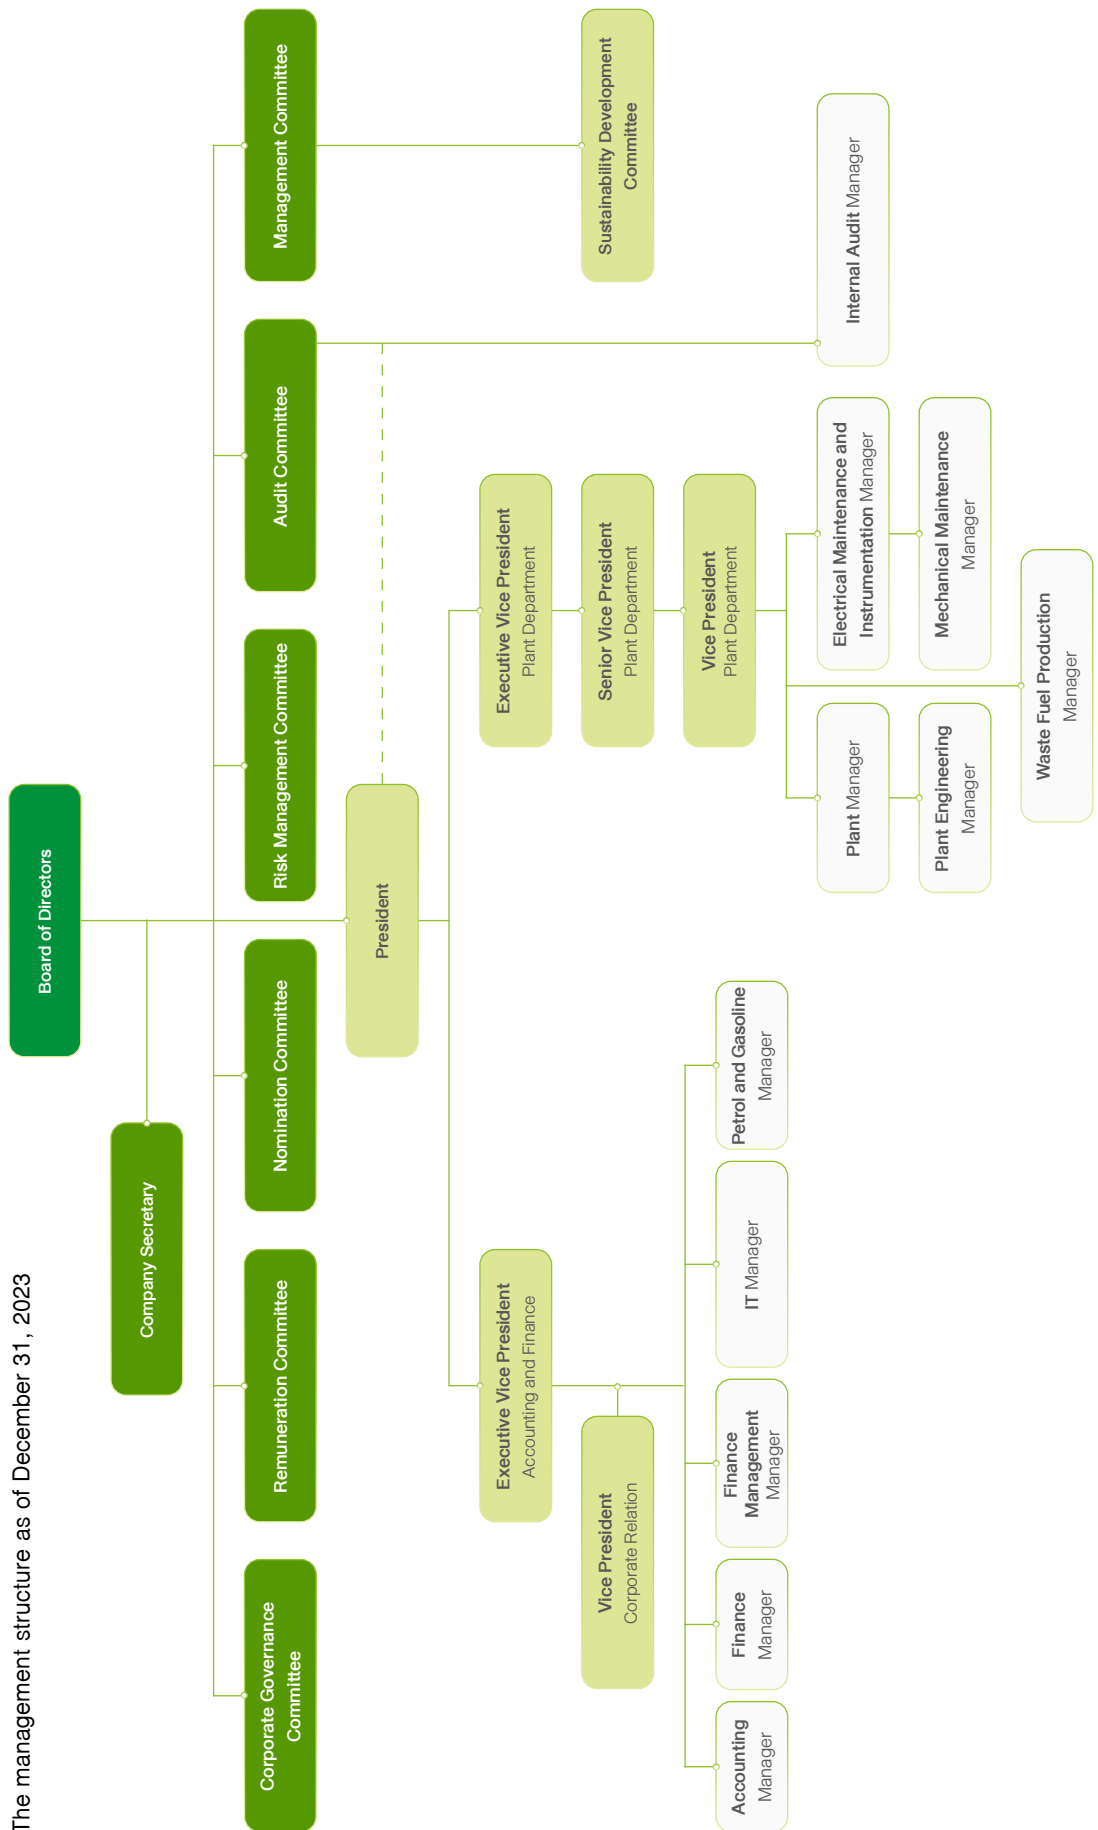 The management structure as of December 31, 2023
Board of Directors
Company Secretary
Corporate Governance
Committee
Remuneration Committee
Nomination Committee
Risk Management Committee
Audit Committee
Management Committee
President
Executive Vice President
Accounting and Finance
Executive Vice President
Plant Department
Vice President
Corporate Relation
Senior Vice President
Plant Department
Sustainability Development
Committee
Vice President
Plant Department
Accounting
Manager
Finance
Manager
Finance
Management
Manager
IT Manager
Petrol and Gasoline
Manager
Plant Manager
Electrical Maintenance and
Instrumentation Manager
Internal Audit Manager
Plant Engineering
Manager
Mechanical Maintenance
Manager
Waste Fuel Production
Manager